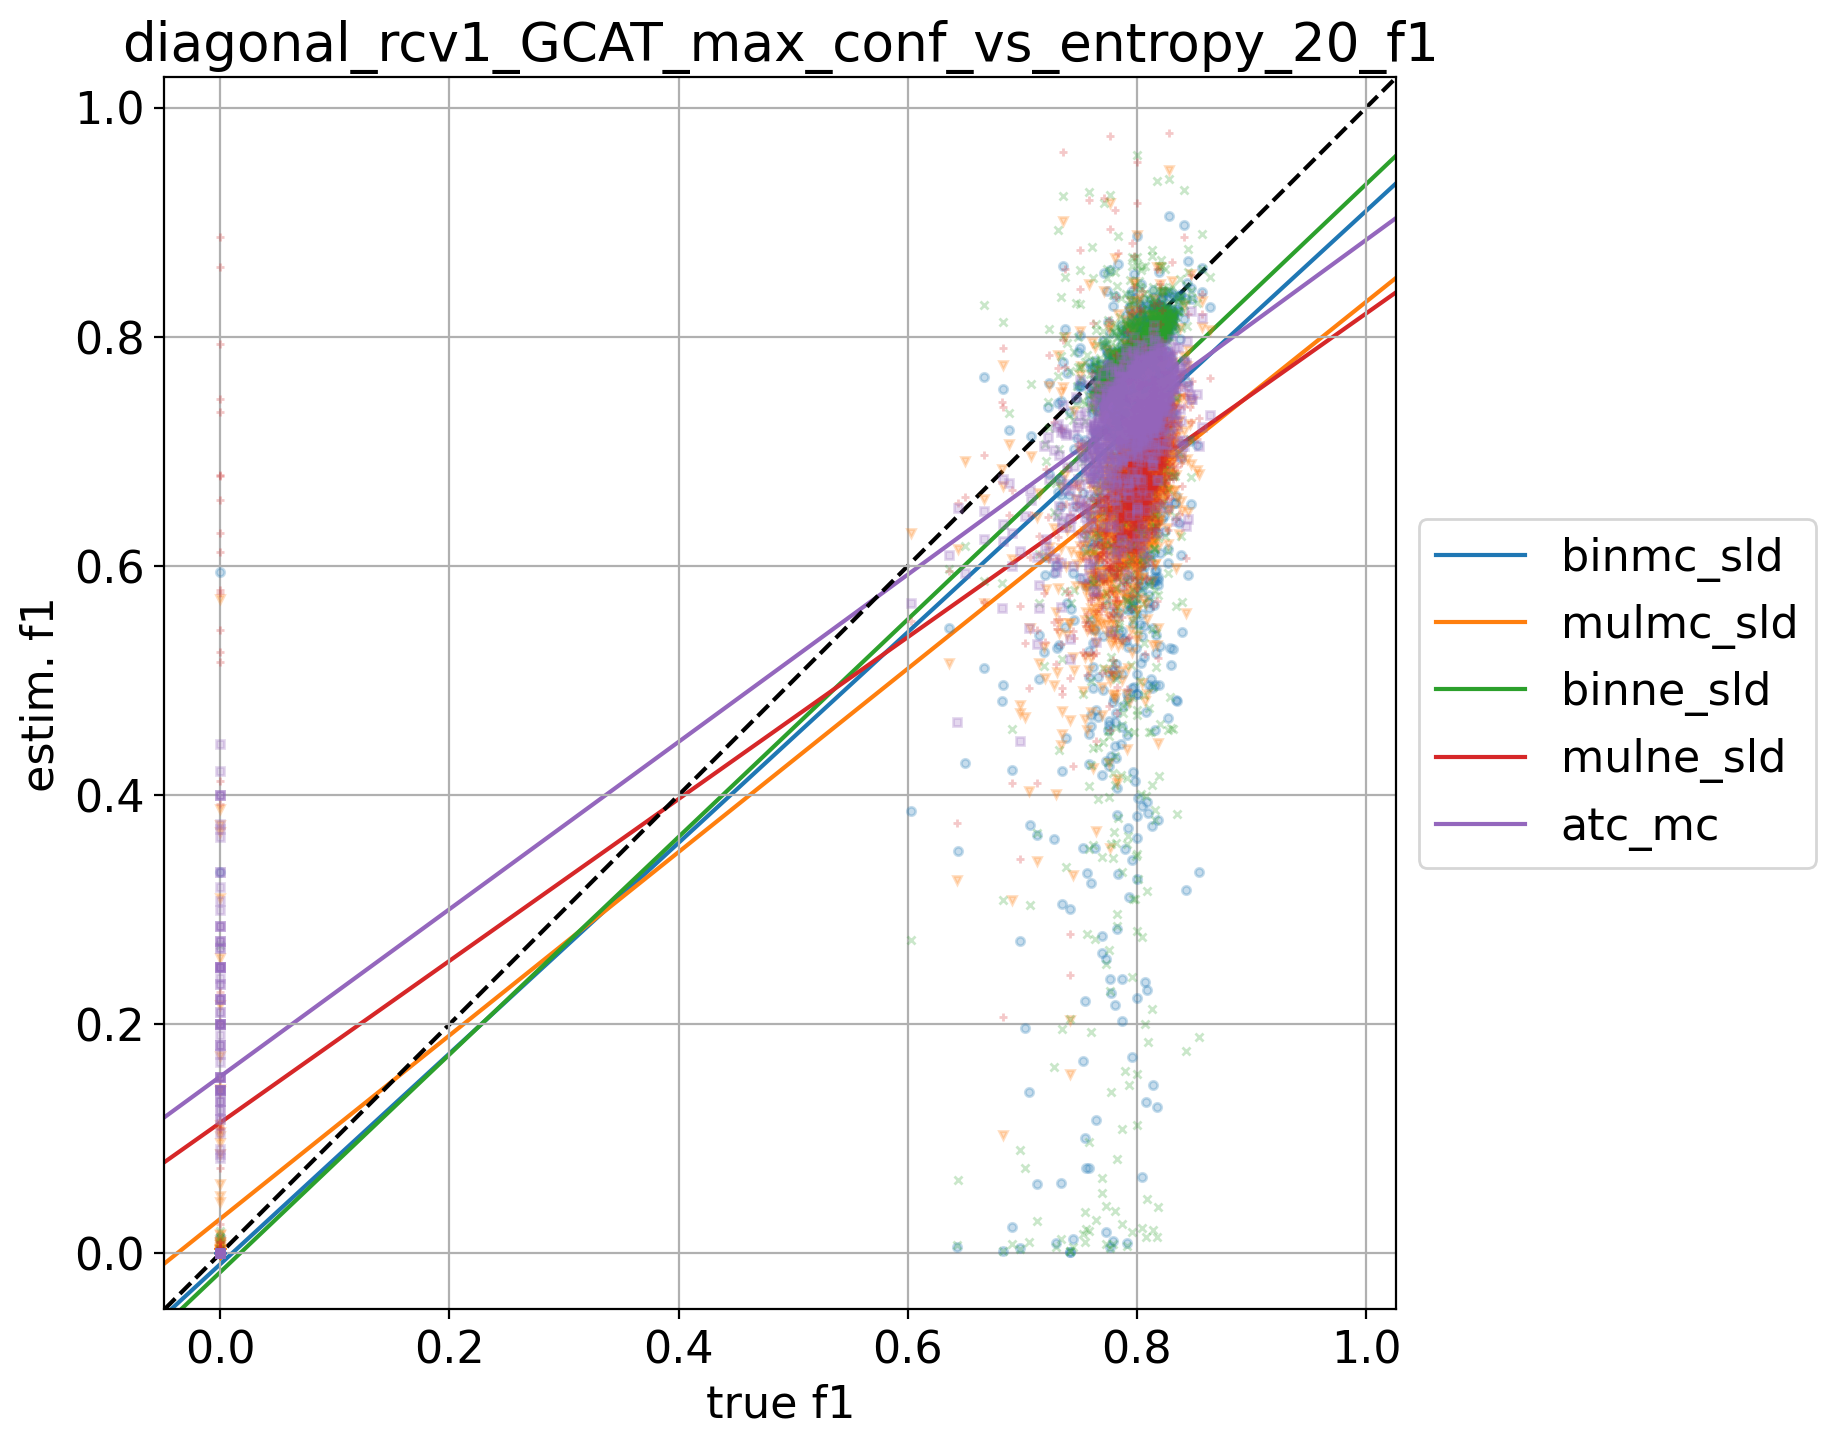 diagonal_rcv1_GCAT_max_conf_vs_entropy_20_f1
1.0
0.8
0.6
0.4
0.2
0.0
estim. f1
0.0 0.2 0.4 0.6 0.8 1.0
true f1
binmc_sld
mulmc_sld
binne_sld
mulne_sld
atc_mc